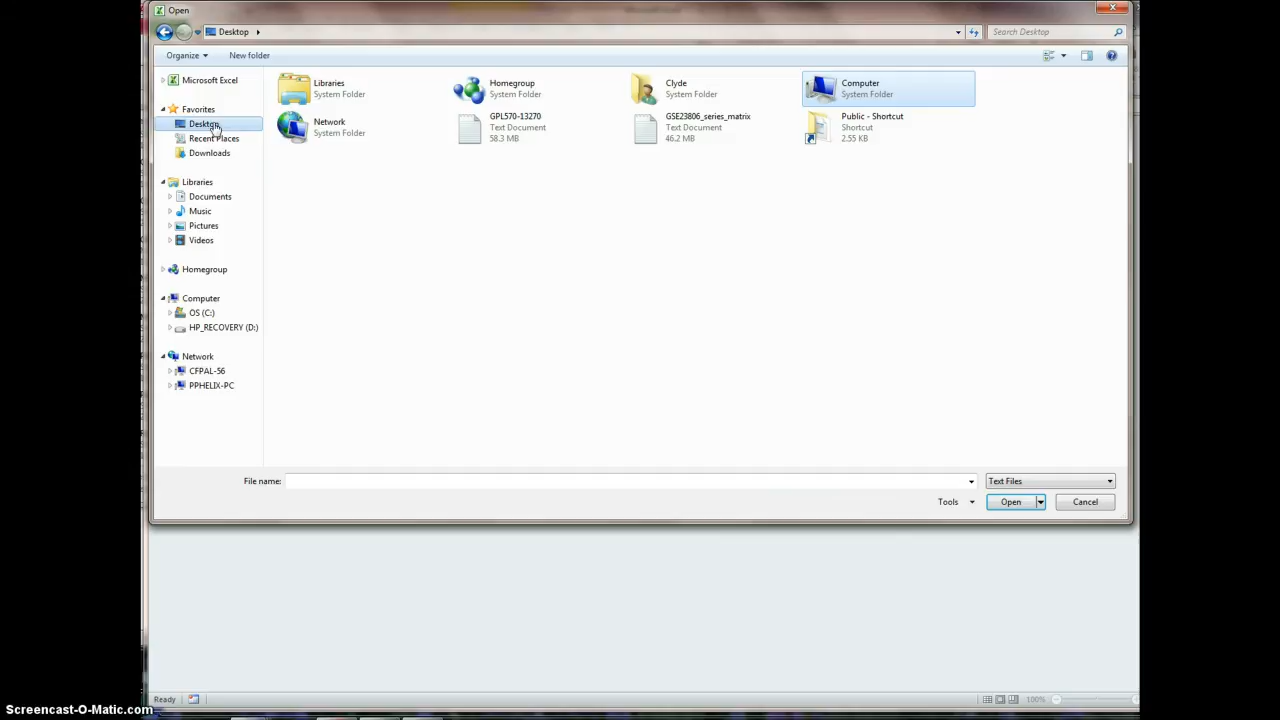 Open
Desktop
Search Desktop
Organize
New folder
Microsoft Excel
Favorites
Desktop
Recent Places
Downloads
Libraries
Documents
Music
Pictures
Videos
Homegroup
Computer
OS (C:)
HP_RECOVERY (D:)
Network
CFPAL-56
PPHELIX-PC
Libraries
System Folder
Homegroup
System Folder
Clyde
System Folder
Computer
System Folder
Network
System Folder
GPL570-13270
Text Document
58.3 MB
GSE23806_series_matrix
Text Document
46.2 MB
Public - Shortcut
Shortcut
2.55 KB
File name:
Text Files
Tools
Open
Cancel
Ready
100%
Screencast-O-Matic.com